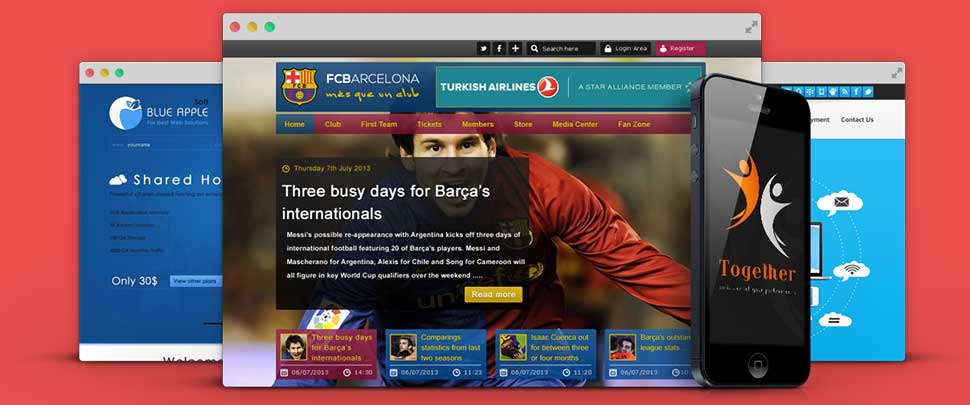 Soft
BLUE APPLE
For best Web Solutions
yourname
Shared Ho
Only 30$
View other plans
Search here
Login Area
Register
FCBARCELONA
més que un club
TURKISH AIRLINES
A STAR ALLIANCE MEMBER
Home Club First Team Tickets Members Store Media Center Fan Zone
Thursday 7th July 2013
Three busy days for Barça's
internationals
Messi's possible re-appearance with Argentina kicks off three days of
international football featuring 20 of Barça's players. Messi and
Mascherano for Argentina, Alexis for Chile and Song for Cameroon will
all figure in key World Cup qualifiers over the weekend .....
Read more
Three busy days
for Barça's
internationals
06/07/2013 14:30
Comparings
statistics from last
two seasons ...
06/07/2013 11:23
Isaac Cuenca out
for between three
or four months ..
06/07/2013 11:20
Barça's outstan
league stats ...
06/07/2013
Together
yment Contact Us